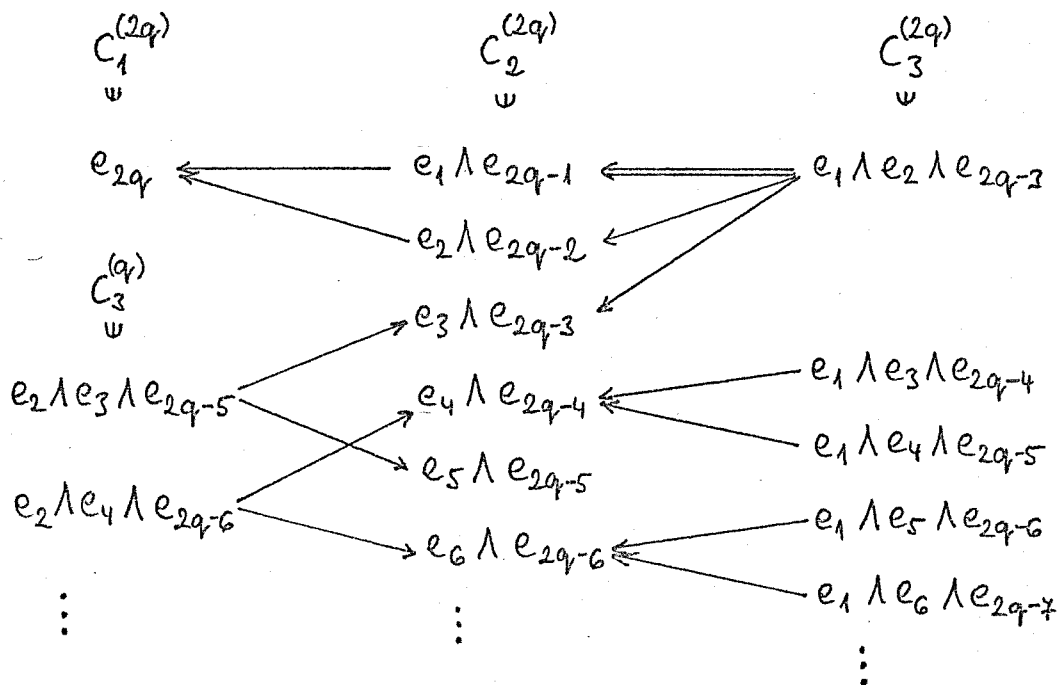 C_1^{(2q)} C_2^{(2q)} C_3^{(2q)}
Ψ Ψ Ψ
e_{2q} e_1 ∧ e_{2q-1} e_1 ∧ e_2 ∧ e_{2q-3}
e_2 ∧ e_{2q-2}
C_3^{(q)}
Ψ
e_3 ∧ e_{2q-3}
e_2 ∧ e_3 ∧ e_{2q-5} e_4 ∧ e_{2q-4} e_1 ∧ e_3 ∧ e_{2q-4}
e_5 ∧ e_{2q-5} e_1 ∧ e_4 ∧ e_{2q-5}
e_2 ∧ e_4 ∧ e_{2q-6} e_6 ∧ e_{2q-6} e_1 ∧ e_5 ∧ e_{2q-6}
e_1 ∧ e_6 ∧ e_{2q-7}
⋮ ⋮ ⋮